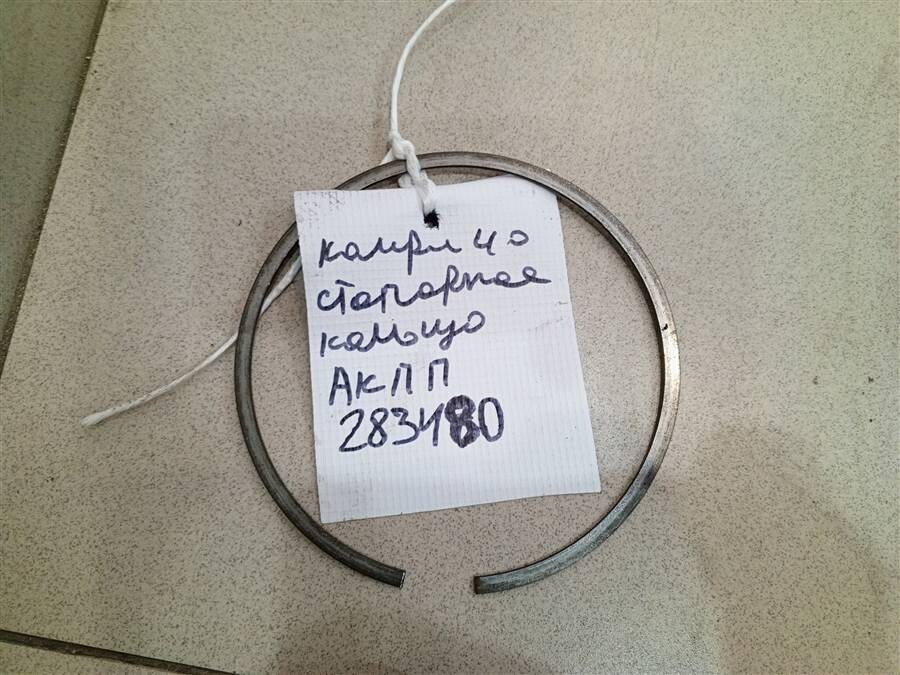 камри 40
стопорное
кольцо
АКПП
283480